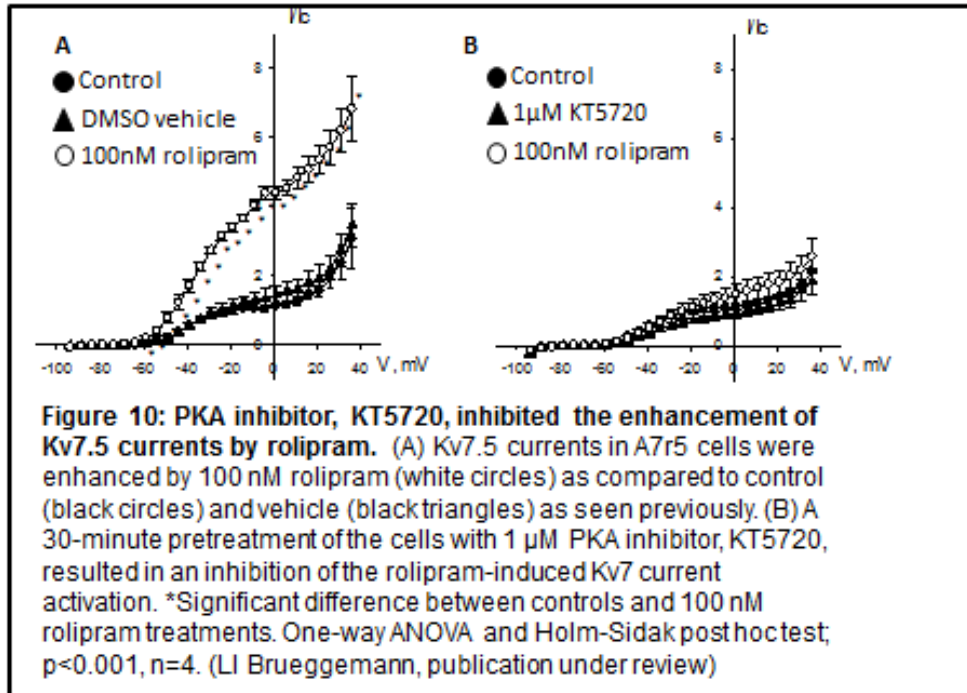 I/Ic
I/Ic
A
B
● Control
▲ DMSO vehicle
○ 100nM rolipram
● Control
▲ 1µM KT5720
○ 100nM rolipram
8
6
4
2
0
8
6
4
2
0
-100 -80 -60 -40 -20 0 20 40 V, mV
-100 -80 -60 -40 -20 0 20 40 V, mV
Figure 10: PKA inhibitor, KT5720, inhibited the enhancement of
Kv7.5 currents by rolipram. (A) Kv7.5 currents in A7r5 cells were
enhanced by 100 nM rolipram (white circles) as compared to control
(black circles) and vehicle (black triangles) as seen previously. (B) A
30-minute pretreatment of the cells with 1 µM PKA inhibitor, KT5720,
resulted in an inhibition of the rolipram-induced Kv7 current
activation. *Significant difference between controls and 100 nM
rolipram treatments. One-way ANOVA and Holm-Sidak post hoc test;
p<0.001, n=4. (LI Brueggemann, publication under review)